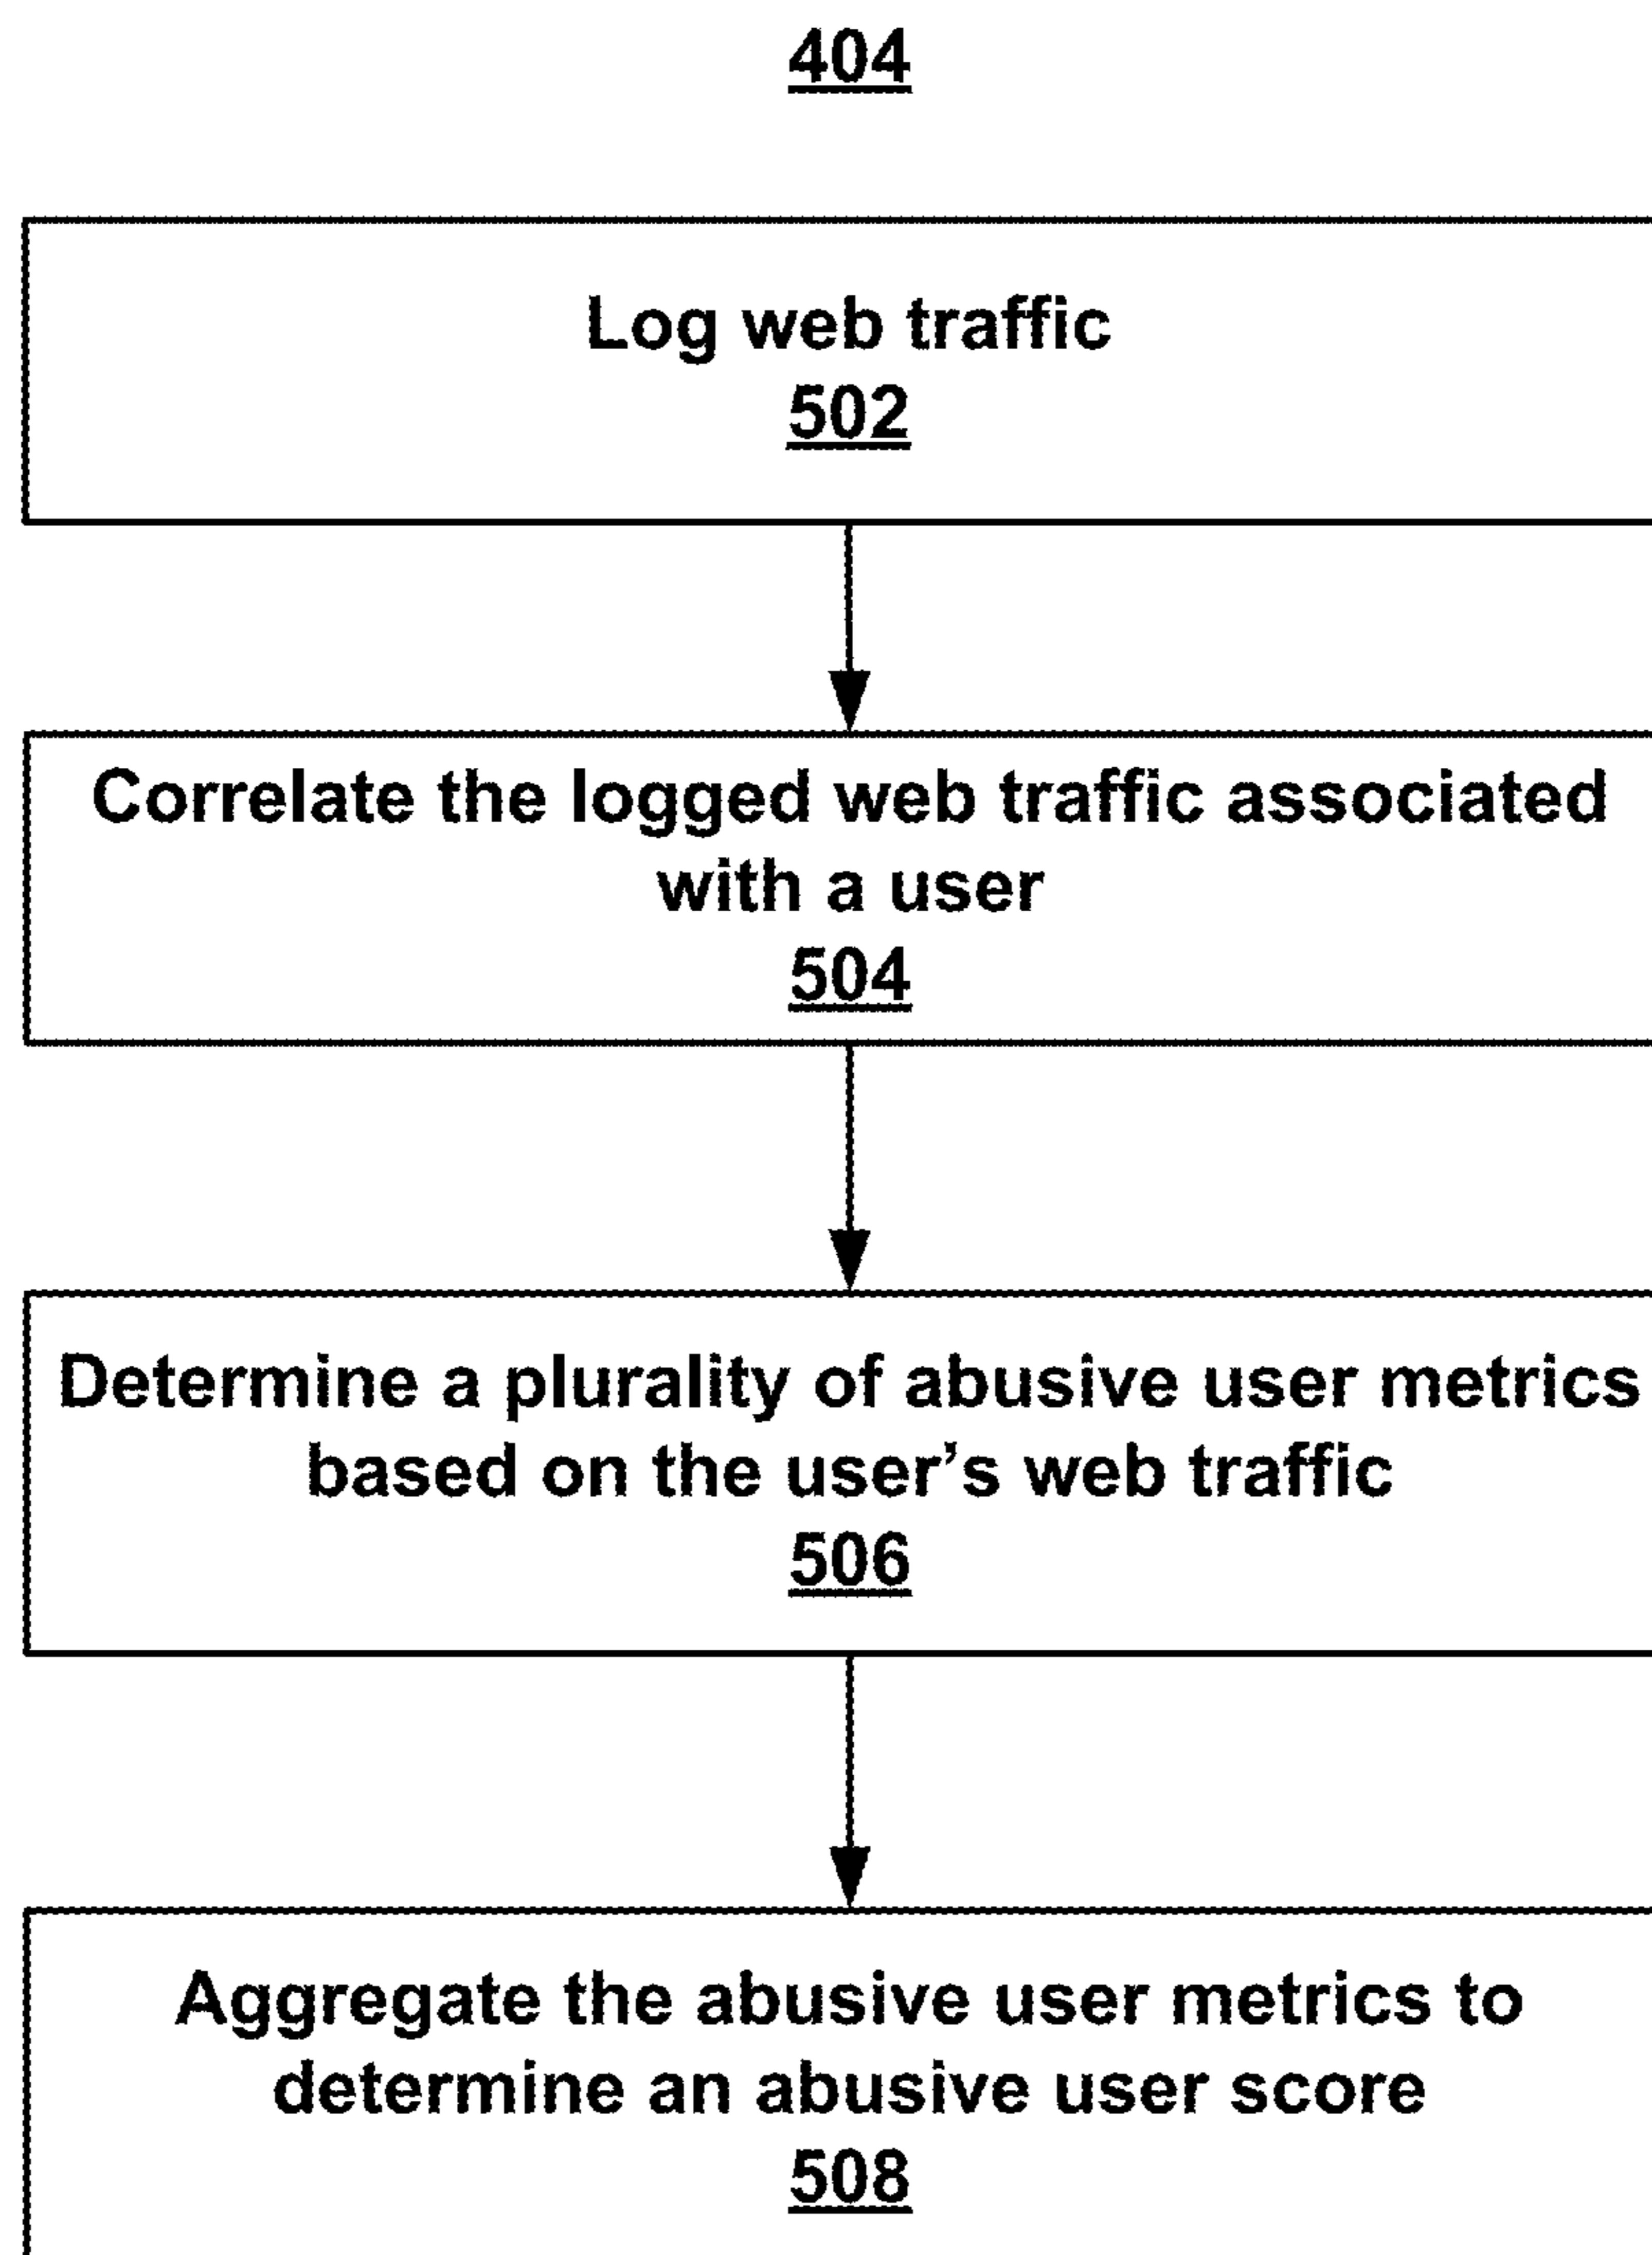 404
Log web traffic
502
Correlate the logged web traffic associated
with a user
504
Determine a plurality of abusive user metrics
based on the user’s web traffic
506
Aggregate the abusive user metrics to
determine an abusive user score
508